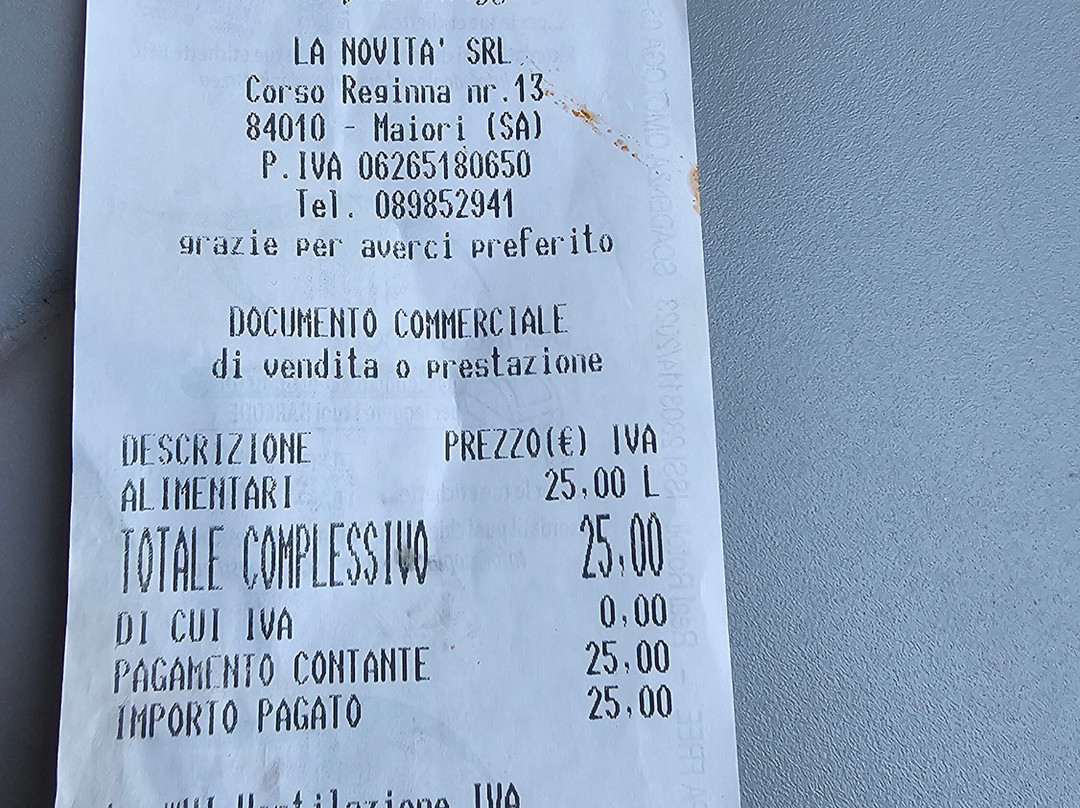 LA NOVITA' SRL
Corso Reginna nr.13
84010 - Maiori (SA)
P.IVA 06265180650
Tel. 089852941
grazie per averci preferito
DOCUMENTO COMMERCIALE
di vendita o prestazione
DESCRIZIONE PREZZO(€) IVA
ALIMENTARI 25,00 L
TOTALE COMPLESSIVO 25,00
DI CUI IVA 0,00
PAGAMENTO CONTANTE 25,00
IMPORTO PAGATO 25,00
Ventilazione IVA